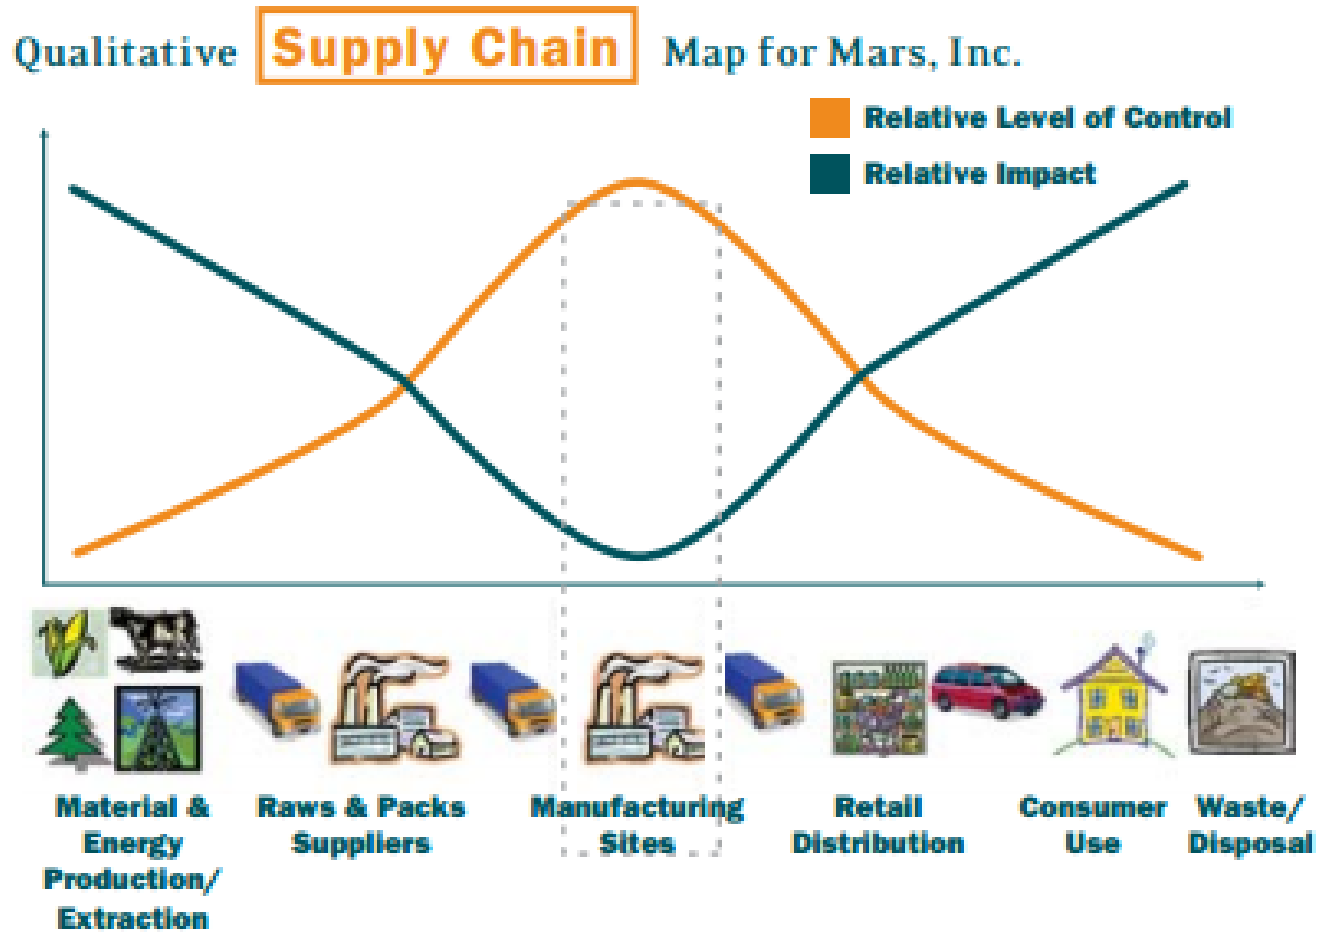 Qualitative Supply Chain Map for Mars, Inc.
Relative Level of Control
Relative Impact
Material &
Energy
Production/
Extraction
Raws & Packs
Suppliers
Manufacturing
Sites
Retail
Distribution
Consumer
Use
Waste/
Disposal